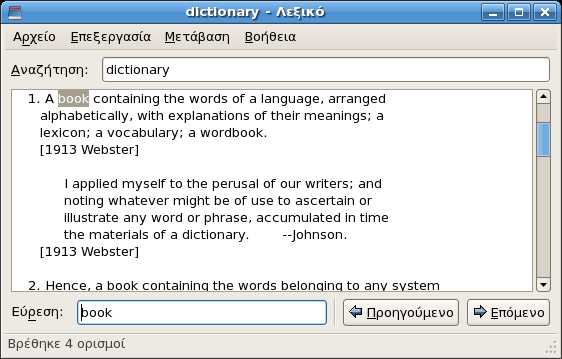 dictionary - Λεξικό
Αρχείο Επεξεργασία Μετάβαση Βοήθεια
Αναζήτηση: dictionary
1. A book containing the words of a language, arranged
alphabetically, with explanations of their meanings; a
lexicon; a vocabulary; a wordbook.
[1913 Webster]
I applied myself to the perusal of our writers; and
noting whatever might be of use to ascertain or
illustrate any word or phrase, accumulated in time
the materials of a dictionary. --Johnson.
[1913 Webster]
2. Hence, a book containing the words belonging to any system
Εύρεση: book Προηγούμενο Επόμενο
Βρέθηκε 4 ορισμοί